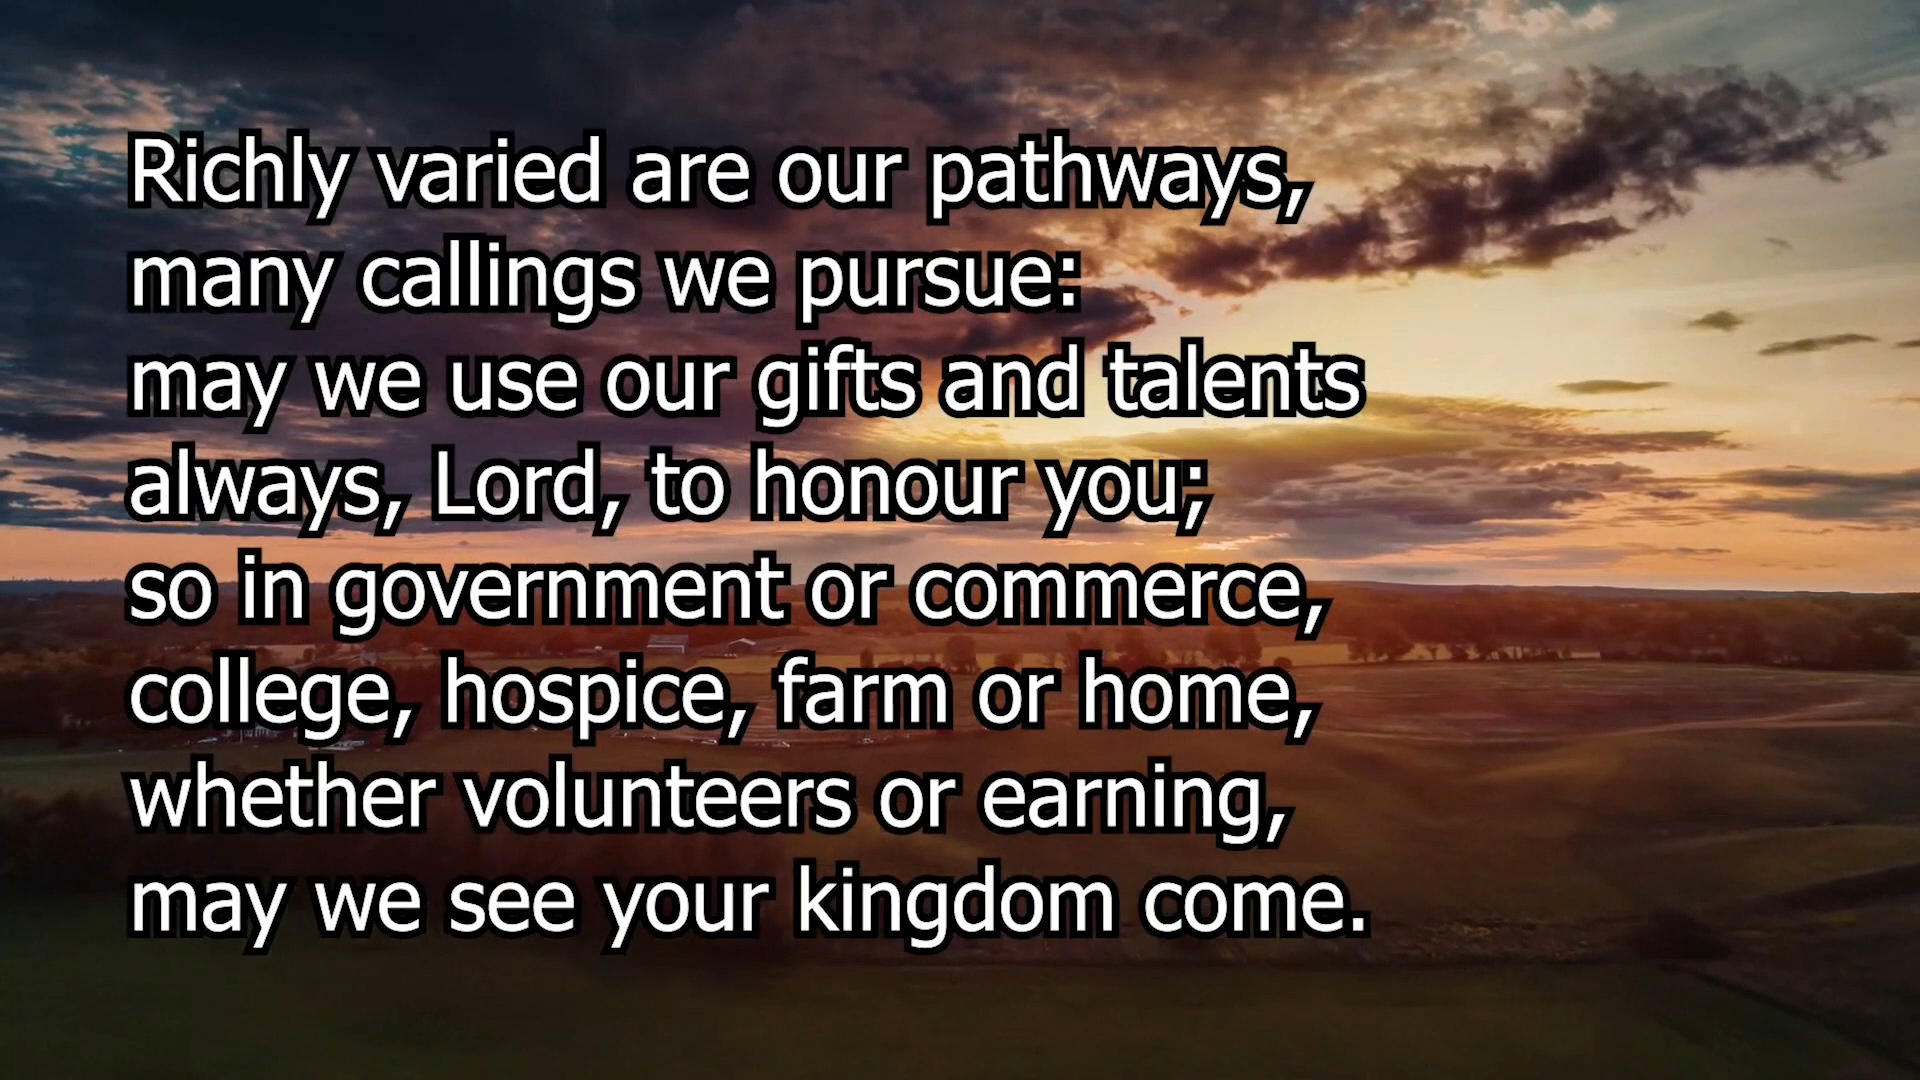 Richly varied are our pathways,
many callings we pursue:
may we use our gifts and talents
always, Lord, to honour you;
so in government or commerce,
college, hospice, farm or home,
whether volunteers or earning,
may we see your kingdom come.